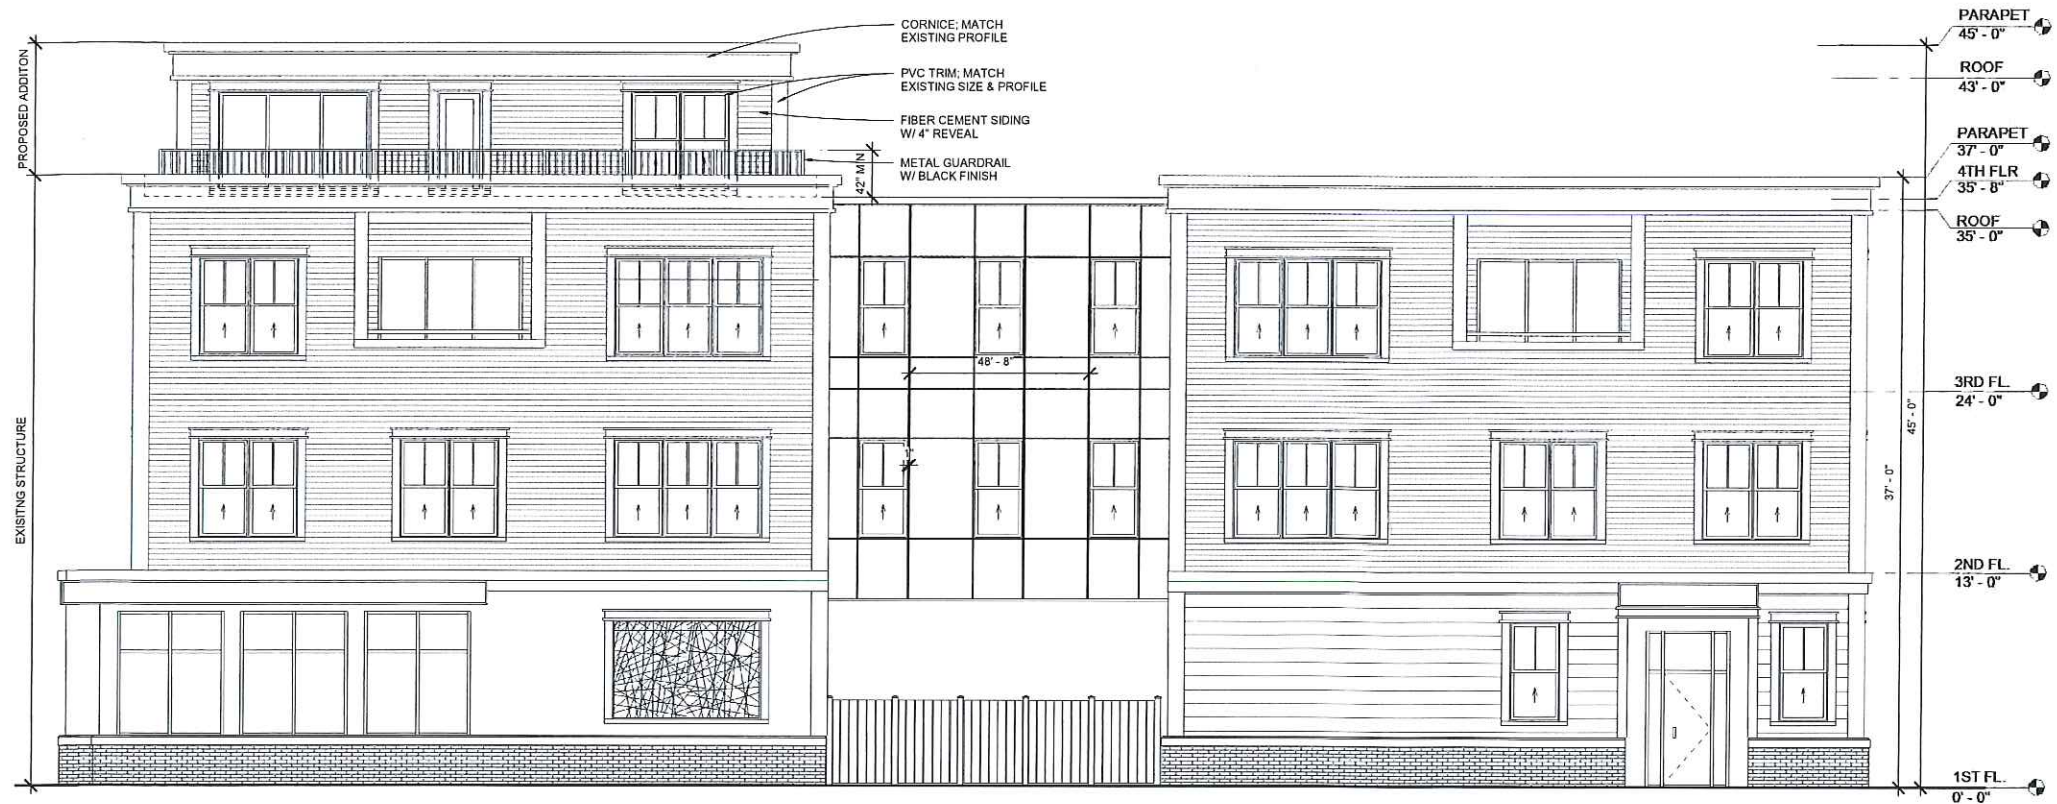 PROPOSED ADDITON
EXISITNG STRUCTURE
CORNICE; MATCH
EXISTING PROFILE
PVC TRIM; MATCH
EXISTING SIZE & PROFILE
FIBER CEMENT SIDING
W/ 4" REVEAL
METAL GUARDRAIL
W/ BLACK FINISH
42" MIN
48' - 8"
1"
37' - 0"
45' - 0"
PARAPET
45' - 0"
ROOF
43' - 0"
PARAPET
37' - 0"
4TH FLR
35' - 8"
ROOF
35' - 0"
3RD FL.
24' - 0"
2ND FL.
13' - 0"
1ST FL.
0' - 0"